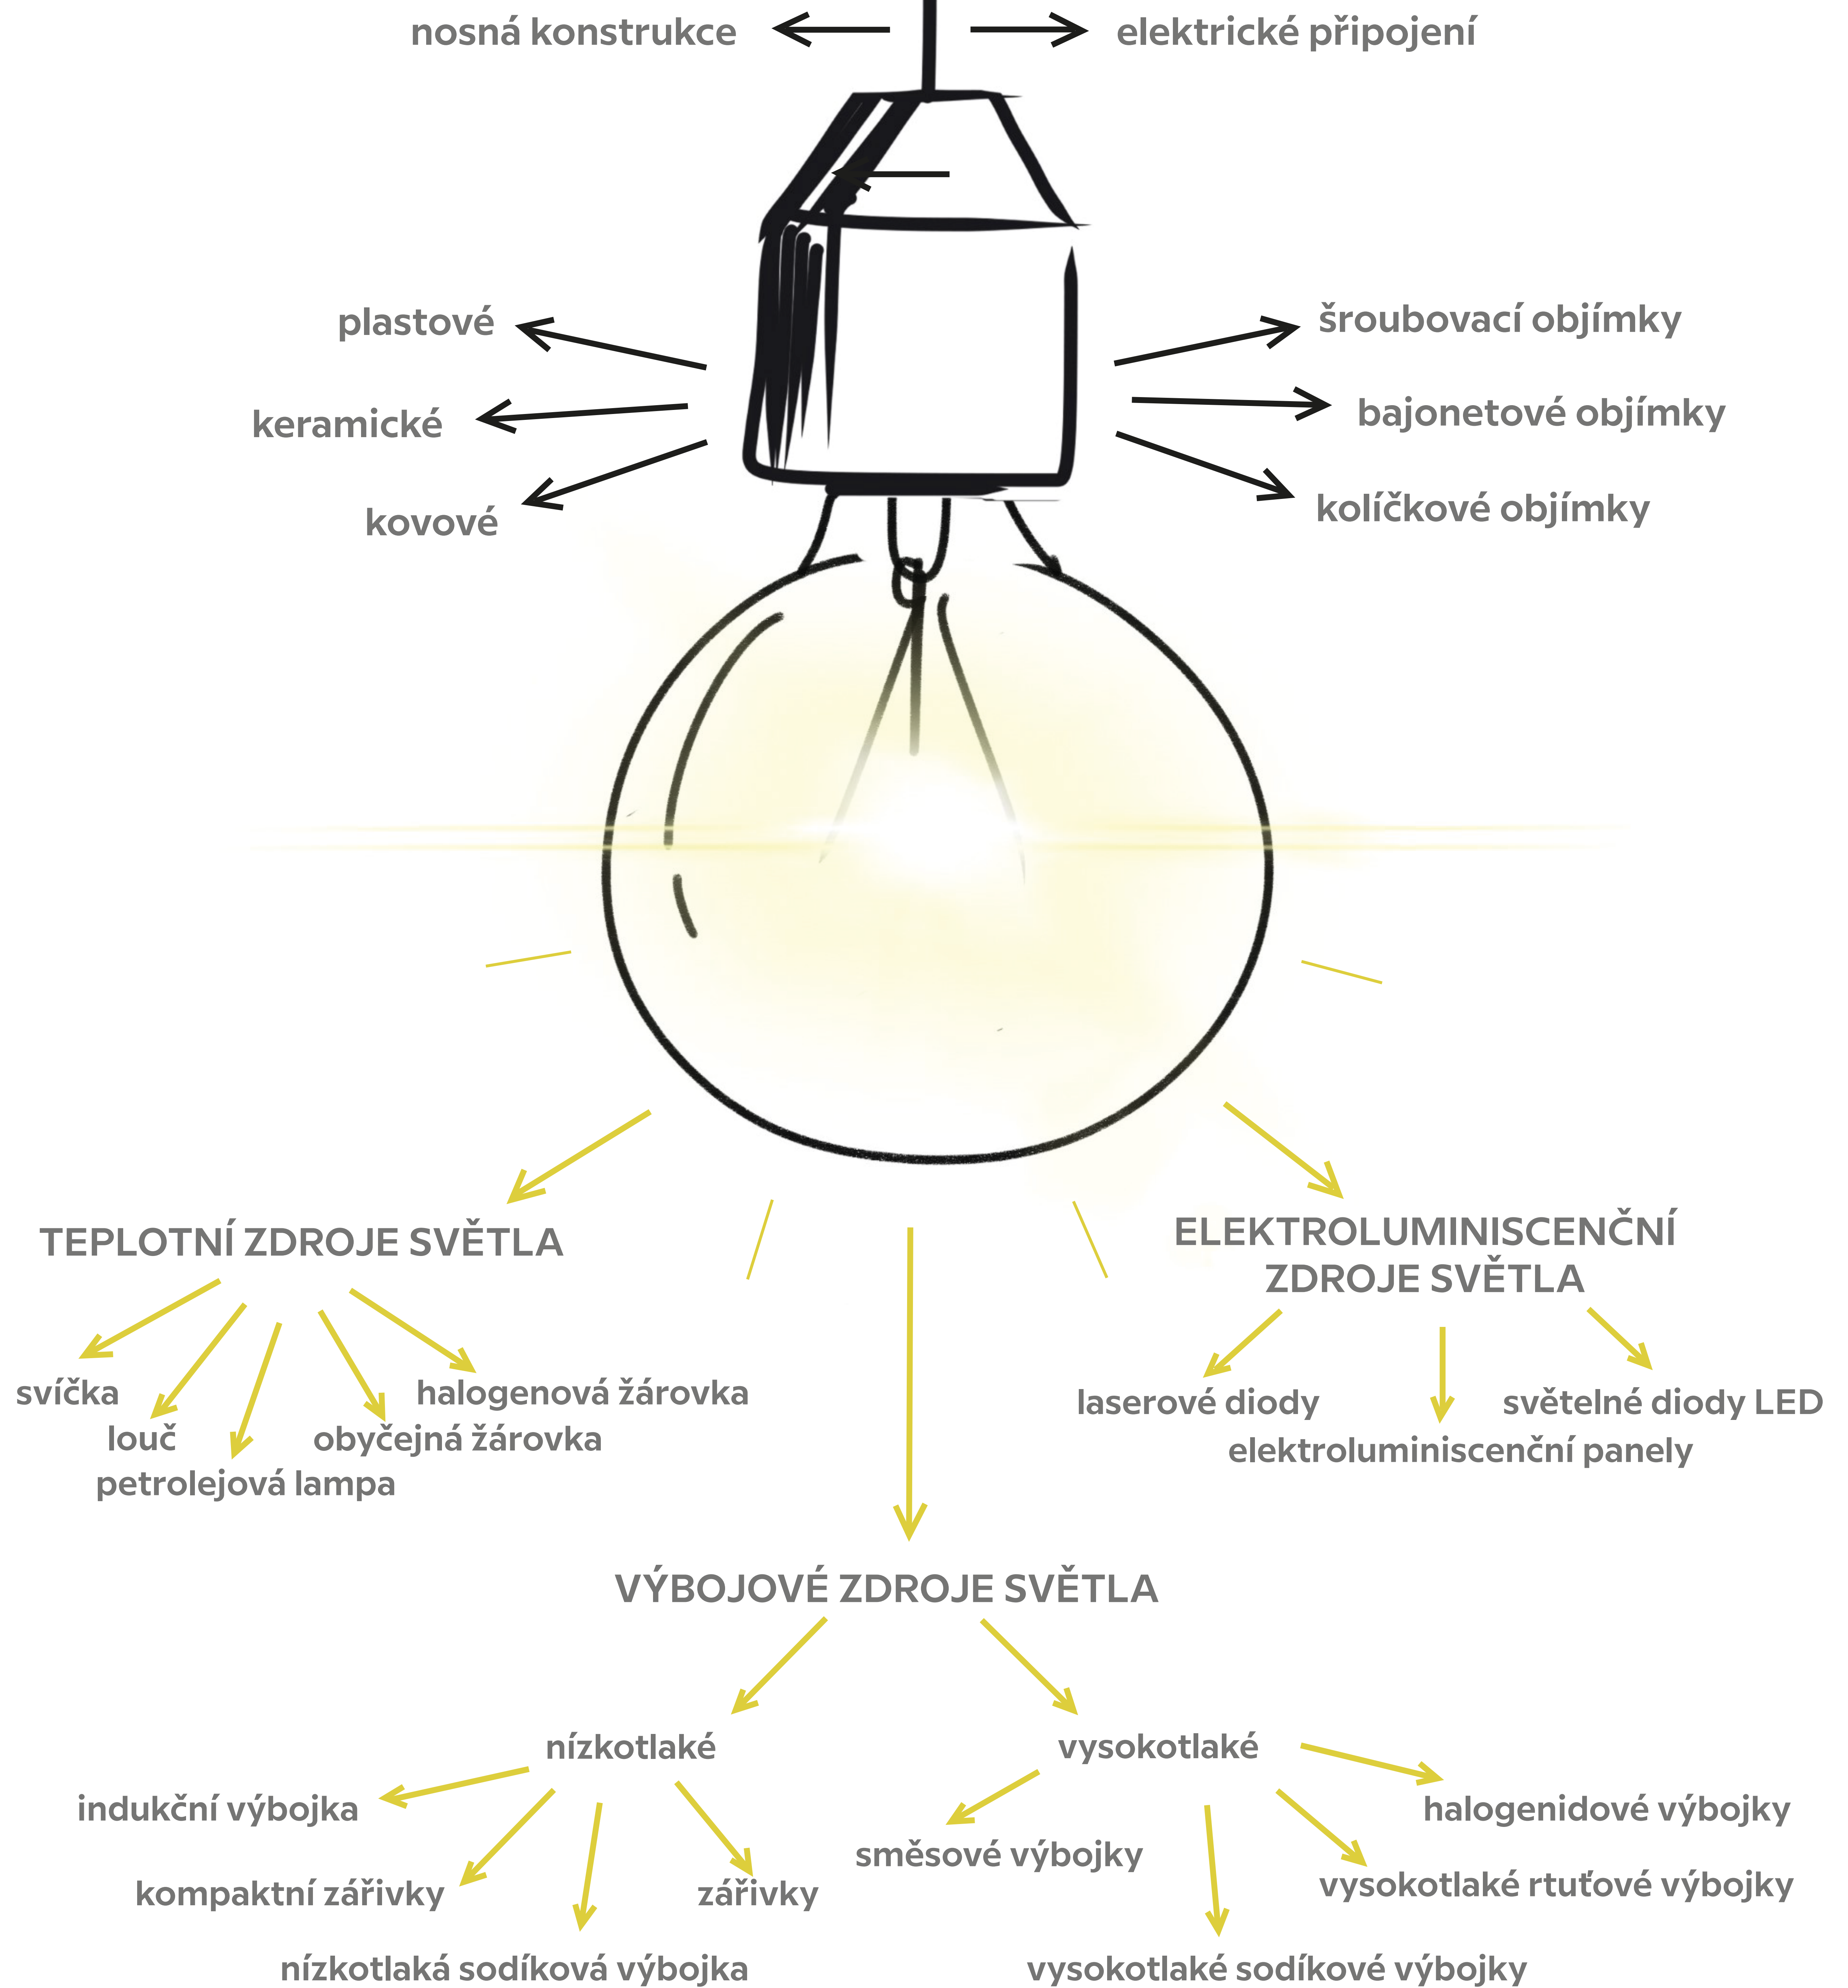 nosná konstrukce
elektrické připojení
plastové
keramické
kovové
šroubovací objímky
bajonetové objímky
kolíčkové objímky
TEPLOTNÍ ZDROJE SVĚTLA
svíčka
louč
petrolejová lampa
obyčejná žárovka
halogenová žárovka
ELEKTROLUMINISCENČNÍ
ZDROJE SVĚTLA
laserové diody
elektroluminiscenční panely
světelné diody LED
VÝBOJOVÉ ZDROJE SVĚTLA
nízkotlaké
indukční výbojka
kompaktní zářivky
nízkotlaká sodíková výbojka
zářivky
vysokotlaké
směsové výbojky
vysokotlaké sodíkové výbojky
vysokotlaké rtuťové výbojky
halogenidové výbojky